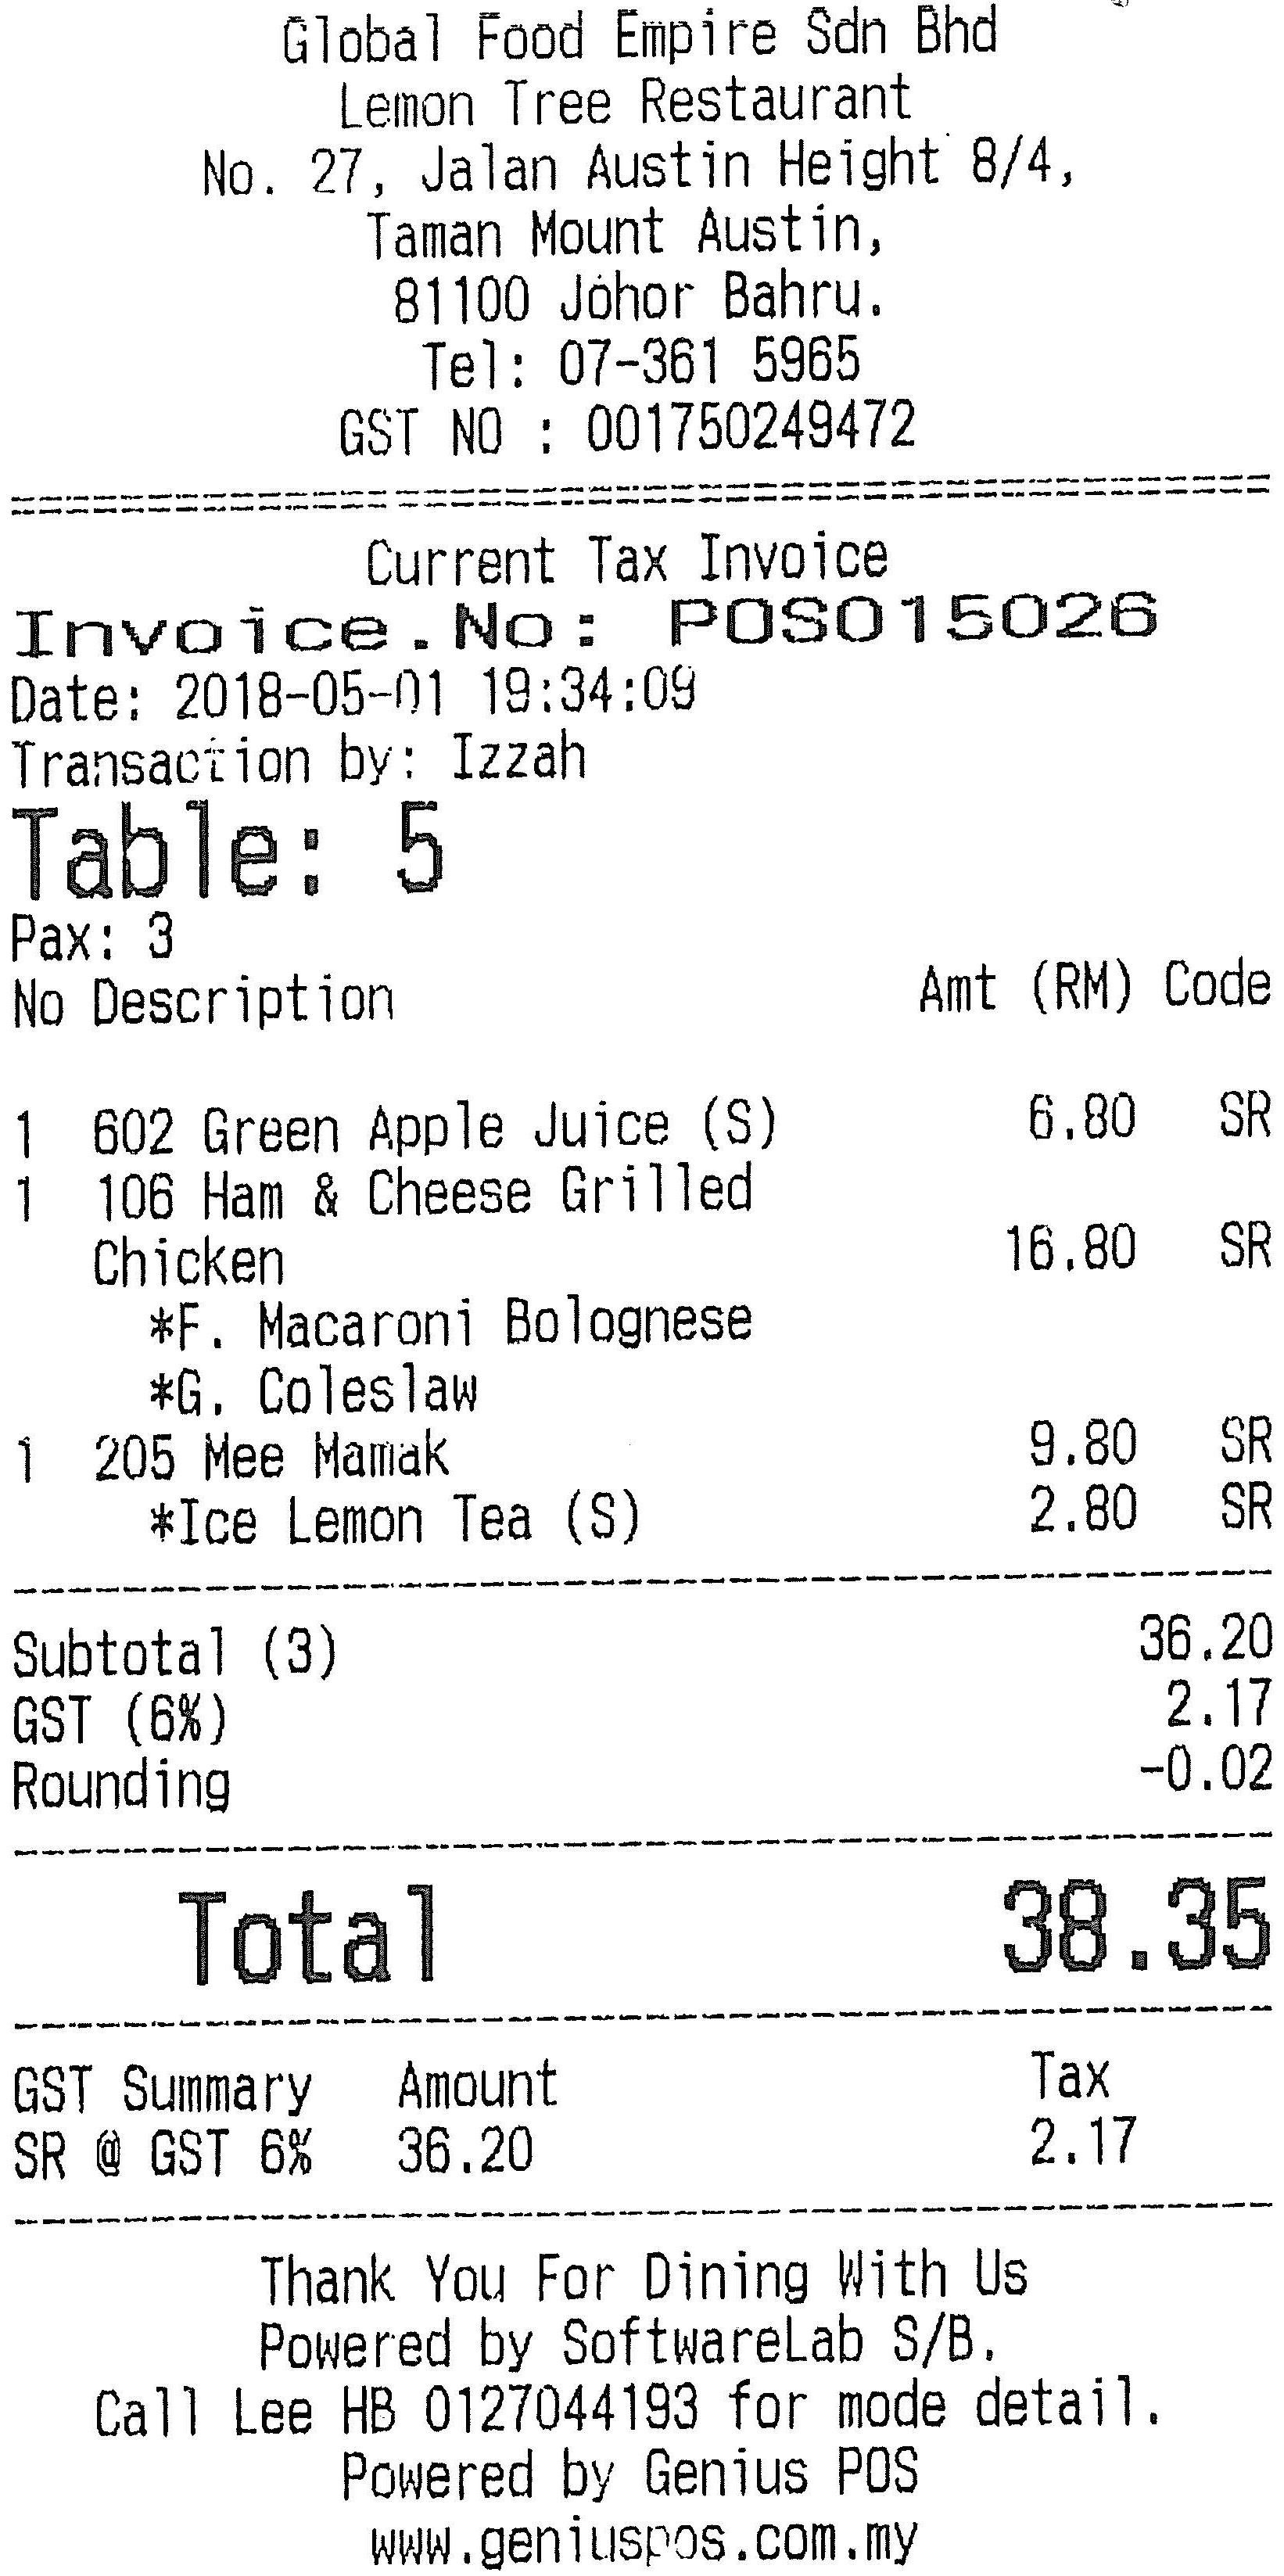 Global Food Empire Sdn Bhd
Lemon Tree Restaurant
No. 27, Jalan Austin Height 8/4,
Taman Mount Austin,
81100 Johor Bahru.
Tel: 07-361 5965
GST NO : 001750249472
==============================================
Current Tax Invoice
Invoice.No: POS015026
Date: 2018-05-01 19:34:09
Transaction by: Izzah
Table: 5
Pax: 3
No Description Amt (RM) Code
1 602 Green Apple Juice (S) 6.80 SR
1 106 Ham & Cheese Grilled
Chicken 16.80 SR
*F. Macaroni Bolognese
*G. Coleslaw
1 205 Mee Mamak 9.80 SR
*Ice Lemon Tea (S) 2.80 SR
----------------------------------------------
Subtotal (3) 36.20
GST (6%) 2.17
Rounding -0.02
----------------------------------------------
Total 38.35
----------------------------------------------
GST Summary Amount Tax
SR @ GST 6% 36.20 2.17
----------------------------------------------
Thank You For Dining With Us
Powered by SoftwareLab S/B.
Call Lee HB 0127044193 for mode detail.
Powered by Genius POS
www.geniuspos.com.my